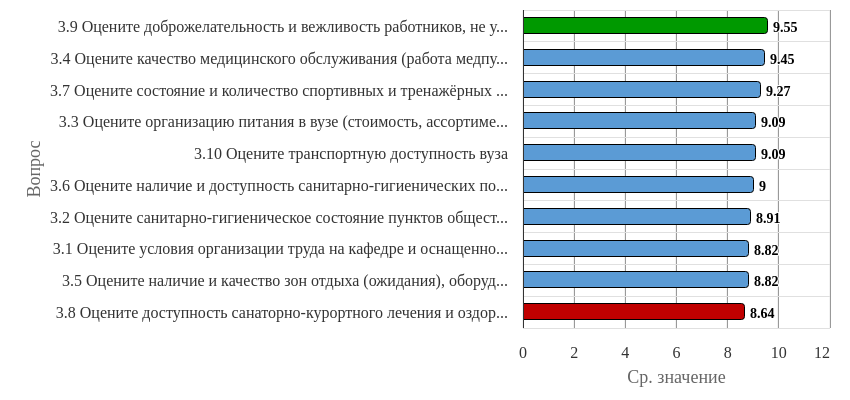 3.9 Оцените доброжелательность и вежливость работников, не у... 9.55
3.4 Оцените качество медицинского обслуживания (работа медпу... 9.45
3.7 Оцените состояние и количество спортивных и тренажёрных ... 9.27
3.3 Оцените организацию питания в вузе (стоимость, ассортиме... 9.09
3.10 Оцените транспортную доступность вуза 9.09
3.6 Оцените наличие и доступность санитарно-гигиенических по... 9
3.2 Оцените санитарно-гигиеническое состояние пунктов общест... 8.91
3.1 Оцените условия организации труда на кафедре и оснащенно... 8.82
3.5 Оцените наличие и качество зон отдыха (ожидания), оборуд... 8.82
3.8 Оцените доступность санаторно-курортного лечения и оздор... 8.64
Вопрос
0 2 4 6 8 10 12
Ср. значение